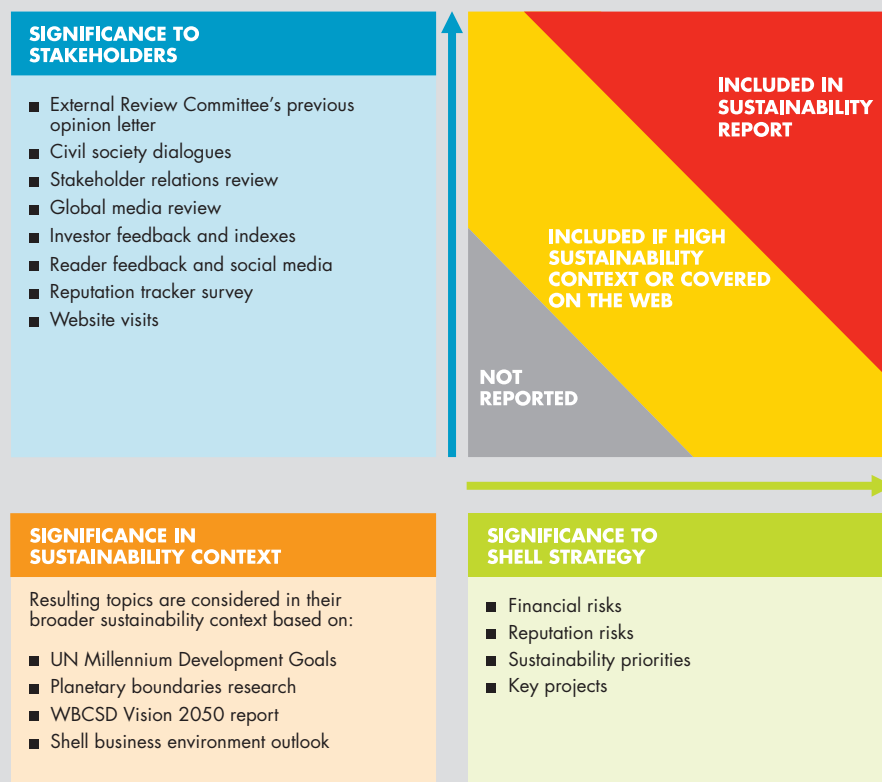 SIGNIFICANCE TO
STAKEHOLDERS
■ External Review Committee’s previous
opinion letter
■ Civil society dialogues
■ Stakeholder relations review
■ Global media review
■ Investor feedback and indexes
■ Reader feedback and social media
■ Reputation tracker survey
■ Website visits
INCLUDED IN
SUSTAINABILITY
REPORT
INCLUDED IF HIGH
SUSTAINABILITY
CONTEXT OR COVERED
ON THE WEB
NOT
REPORTED
SIGNIFICANCE IN
SUSTAINABILITY CONTEXT
Resulting topics are considered in their
broader sustainability context based on:
■ UN Millennium Development Goals
■ Planetary boundaries research
■ WBCSD Vision 2050 report
■ Shell business environment outlook
SIGNIFICANCE TO
SHELL STRATEGY
■ Financial risks
■ Reputation risks
■ Sustainability priorities
■ Key projects